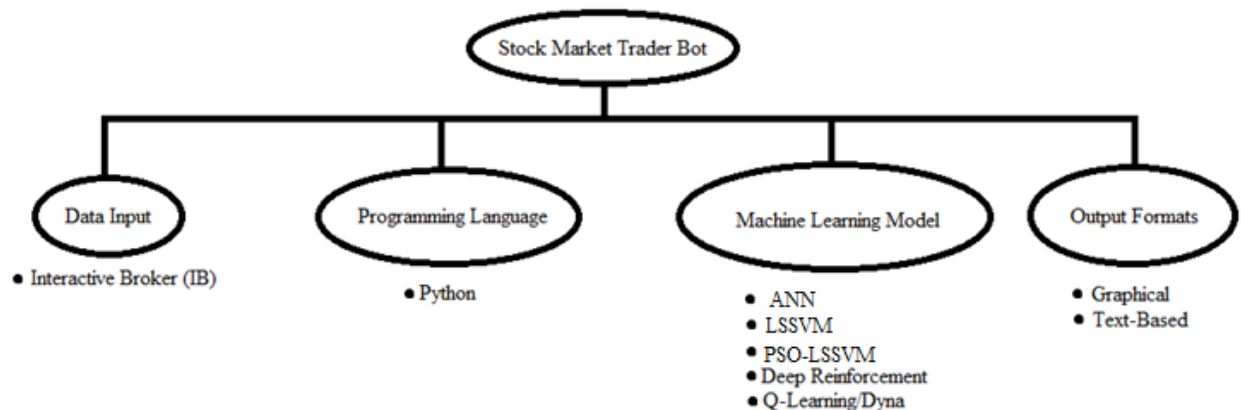 Stock Market Trader Bot
Data Input
Programming Language
Machine Learning Model
Output Formats
• Interactive Broker (IB)
• Python
• ANN
• LSSVM
• PSO-LSSVM
• Deep Reinforcement
• Q-Learning/Dyna
• Graphical
• Text-Based